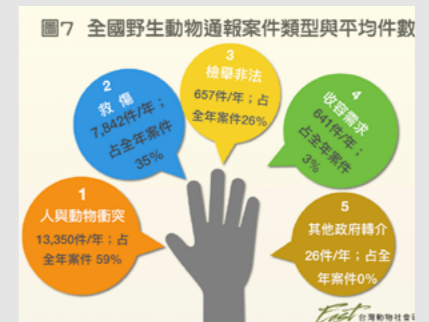 圖7 全國野生動物通報案件類型與平均件數
1
人與動物衝突
13,350件/年；占
全年案件 59%
2
救傷
7,842件/年；
占全年案件
35%
3
檢舉非法
657件/年；占
全年案件26%
4
收容需求
641件/年；
占全年案件
3%
5
其他政府轉介
26件/年；占全
年案件0%
East 台灣動物社會